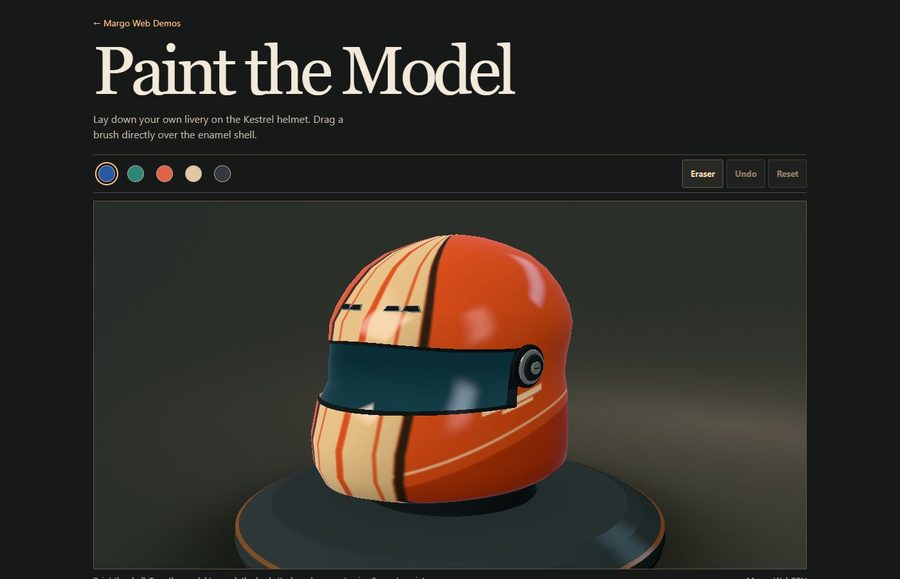 ← Margo Web Demos
Paint the Model
Lay down your own livery on the Kestrel helmet. Drag a
brush directly over the enamel shell.
Eraser
Undo
Reset